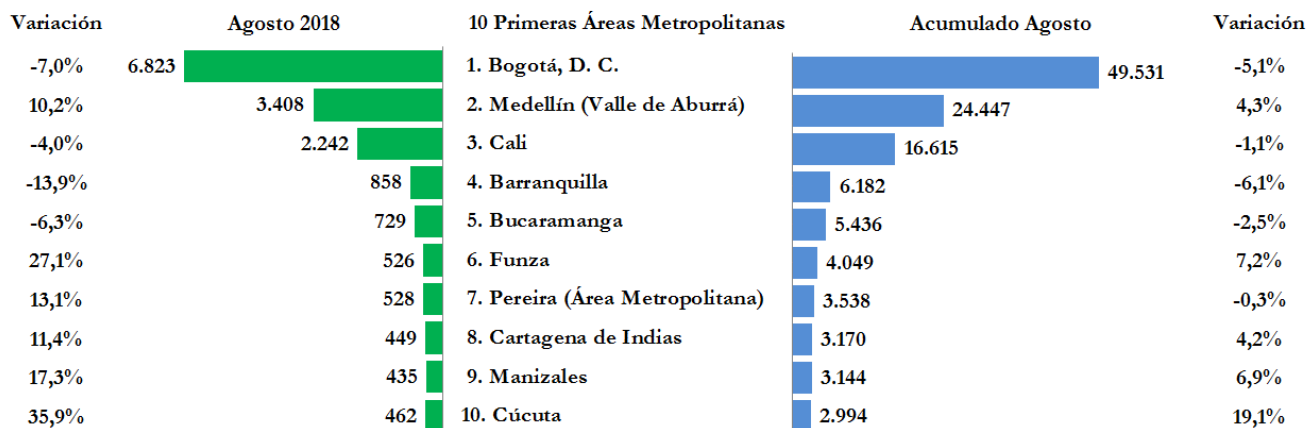 Variación Agosto 2018 10 Primeras Áreas Metropolitanas Acumulado Agosto Variación
-7,0% 6.823 1. Bogotá, D. C. 49.531 -5,1%
10,2% 3.408 2. Medellín (Valle de Aburrá) 24.447 4,3%
-4,0% 2.242 3. Cali 16.615 -1,1%
-13,9% 858 4. Barranquilla 6.182 -6,1%
-6,3% 729 5. Bucaramanga 5.436 -2,5%
27,1% 526 6. Funza 4.049 7,2%
13,1% 528 7. Pereira (Área Metropolitana) 3.538 -0,3%
11,4% 449 8. Cartagena de Indias 3.170 4,2%
17,3% 435 9. Manizales 3.144 6,9%
35,9% 462 10. Cúcuta 2.994 19,1%